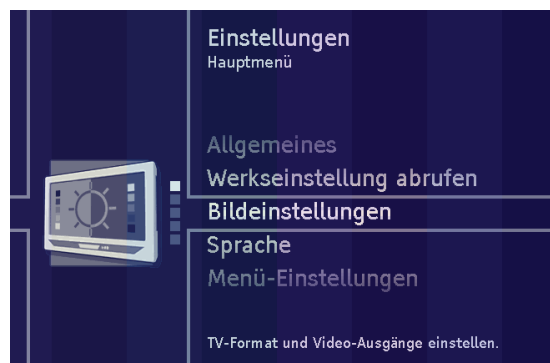 Einstellungen
Hauptmenü
Allgemeines
Werkseinstellung abrufen
Bildeinstellungen
Sprache
Menü-Einstellungen
TV-Format und Video-Ausgänge einstellen.